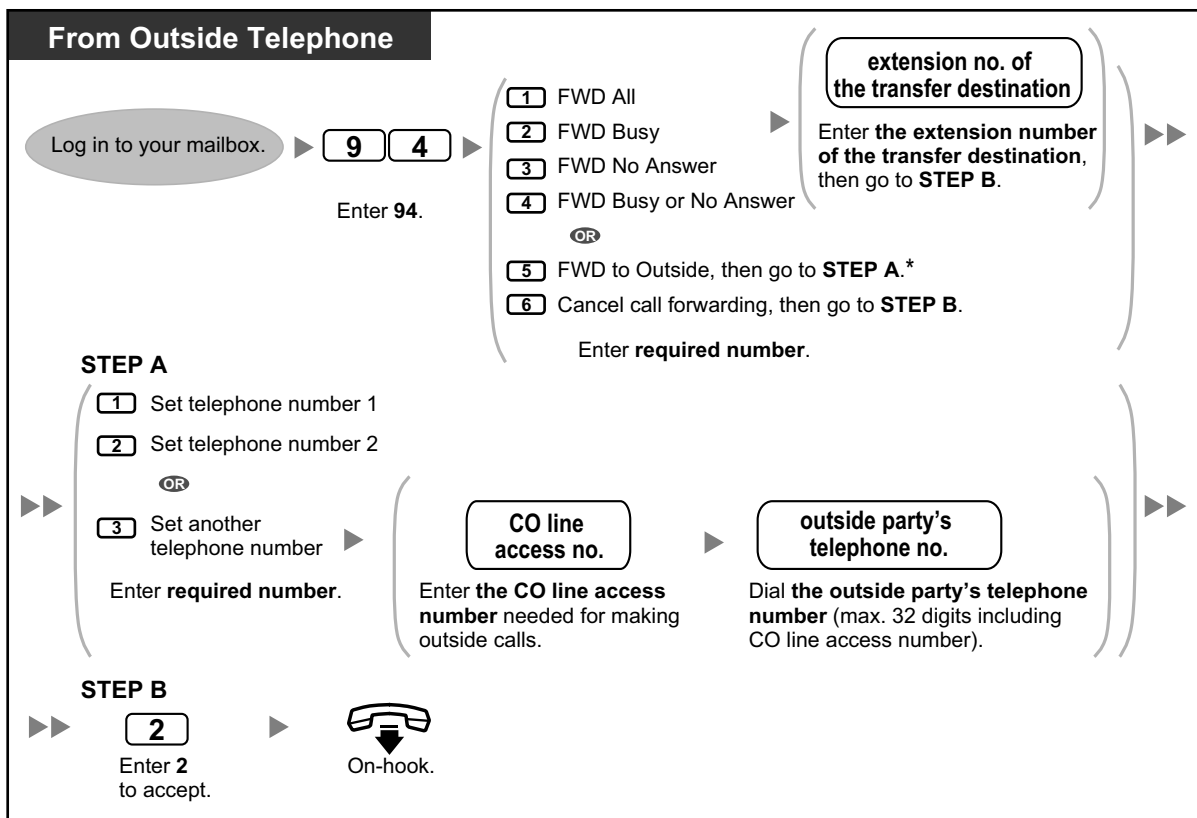 From Outside Telephone
Log in to your mailbox.
9 4
Enter 94.
1 FWD All
2 FWD Busy
3 FWD No Answer
4 FWD Busy or No Answer
OR
5 FWD to Outside, then go to STEP A.*
6 Cancel call forwarding, then go to STEP B.
Enter required number.
extension no. of
the transfer destination
Enter the extension number
of the transfer destination,
then go to STEP B.
STEP A
1 Set telephone number 1
2 Set telephone number 2
OR
3 Set another
telephone number
Enter required number.
CO line
access no.
Enter the CO line access
number needed for making
outside calls.
outside party's
telephone no.
Dial the outside party's telephone
number (max. 32 digits including
CO line access number).
STEP B
2
Enter 2
to accept.
On-hook.